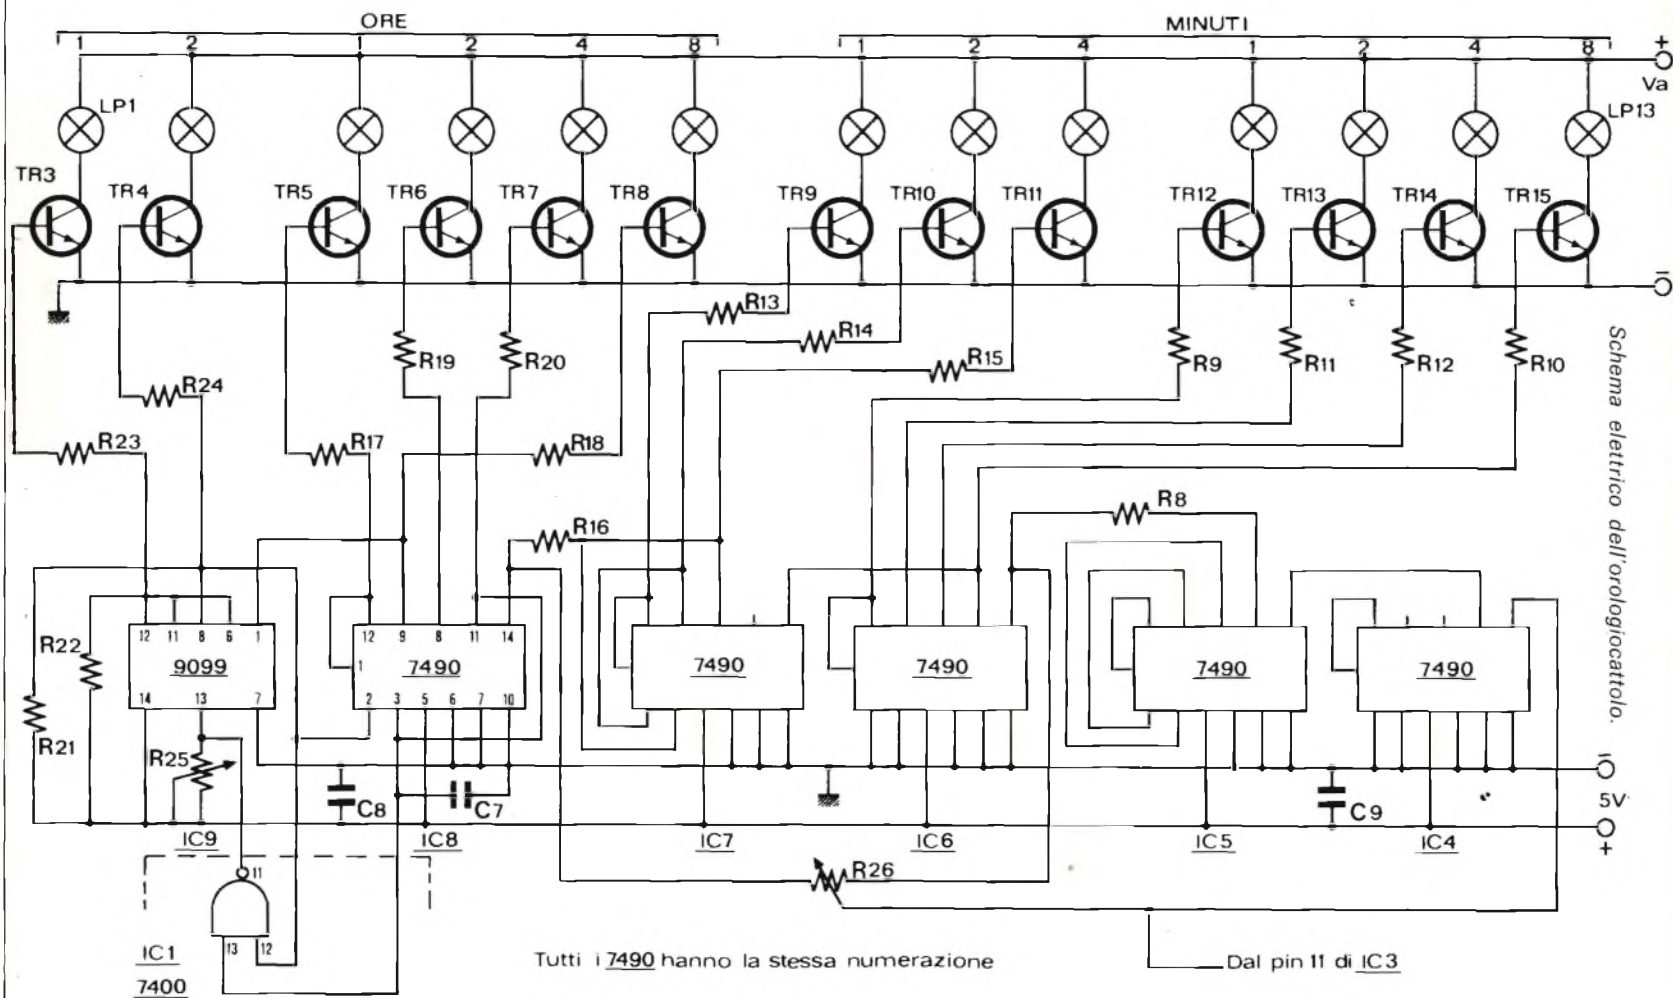 ORE
MINUTI
1 2 1 2 4 8 1 2 4 1 2 4 8
+
Va
LP1
LP13
TR3 TR4 TR5 TR6 TR7 TR8 TR9 TR10 TR11 TR12 TR13 TR14 TR15
–
R13
R14
R15
R19
R20
R9
R11
R12
R10
R24
R23
R17
R18
R8
R16
Schema elettrico dell'orologiocattolo.
12 11 8 6 1
9099
14 13 7
12 9 8 11 14
1
7490
2 3 5 6 7 10
7490
7490
7490
7490
R22
R21
R25
C8
C7
C9
5V
+
IC9
IC8
IC7
IC6
IC5
IC4
R26
11
13 12
IC1
7400
Tutti i 7490 hanno la stessa numerazione
Dal pin 11 di IC3